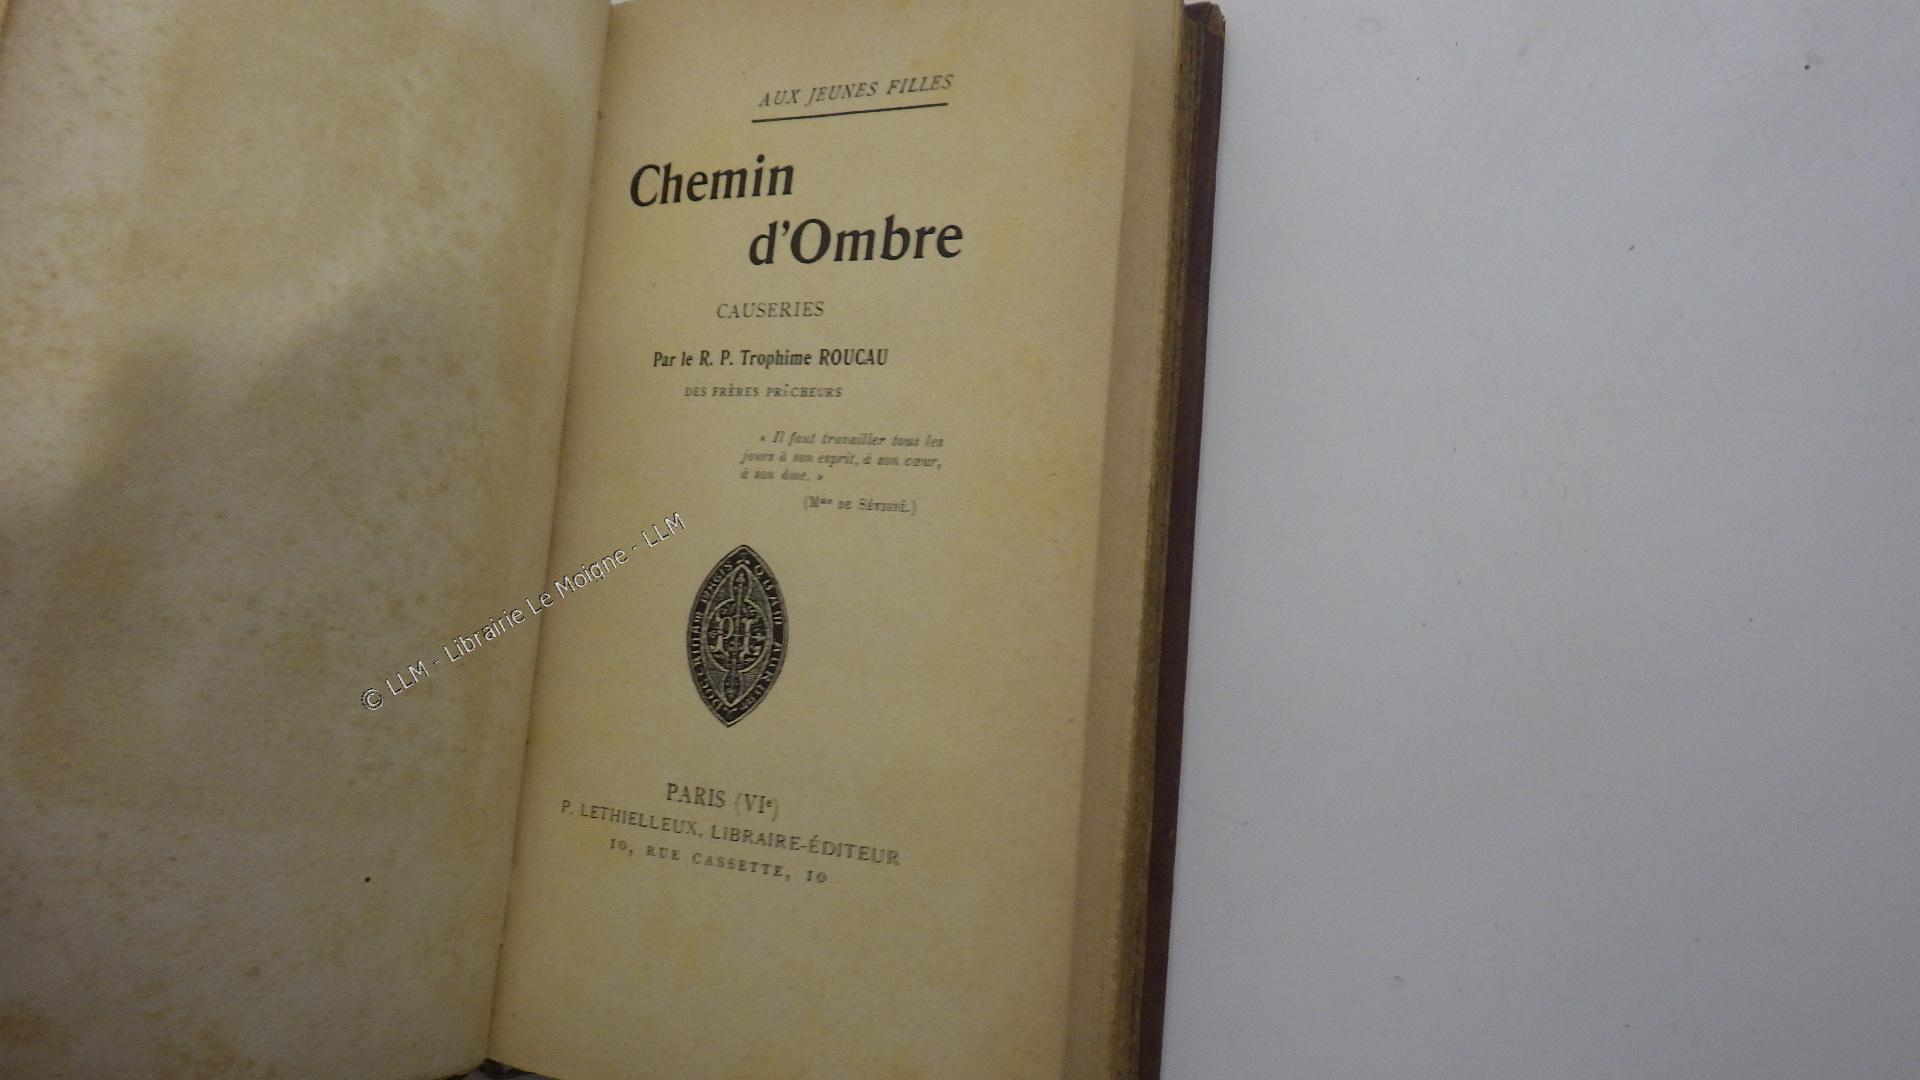 AUX JEUNES FILLES
Chemin
d'Ombre
CAUSERIES
Par le R. P. Trophime ROUCAU
DES FRÈRES PRÊCHEURS
« Il faut travailler tous les
jours à son esprit, à son cœur,
à son âme. »
(Mme DE SÉVIGNÉ.)
© LLM - Librairie Le Moigne - LLM
PARIS (VIe)
P. LETHIELLEUX, LIBRAIRE-ÉDITEUR
10, RUE CASSETTE, 10